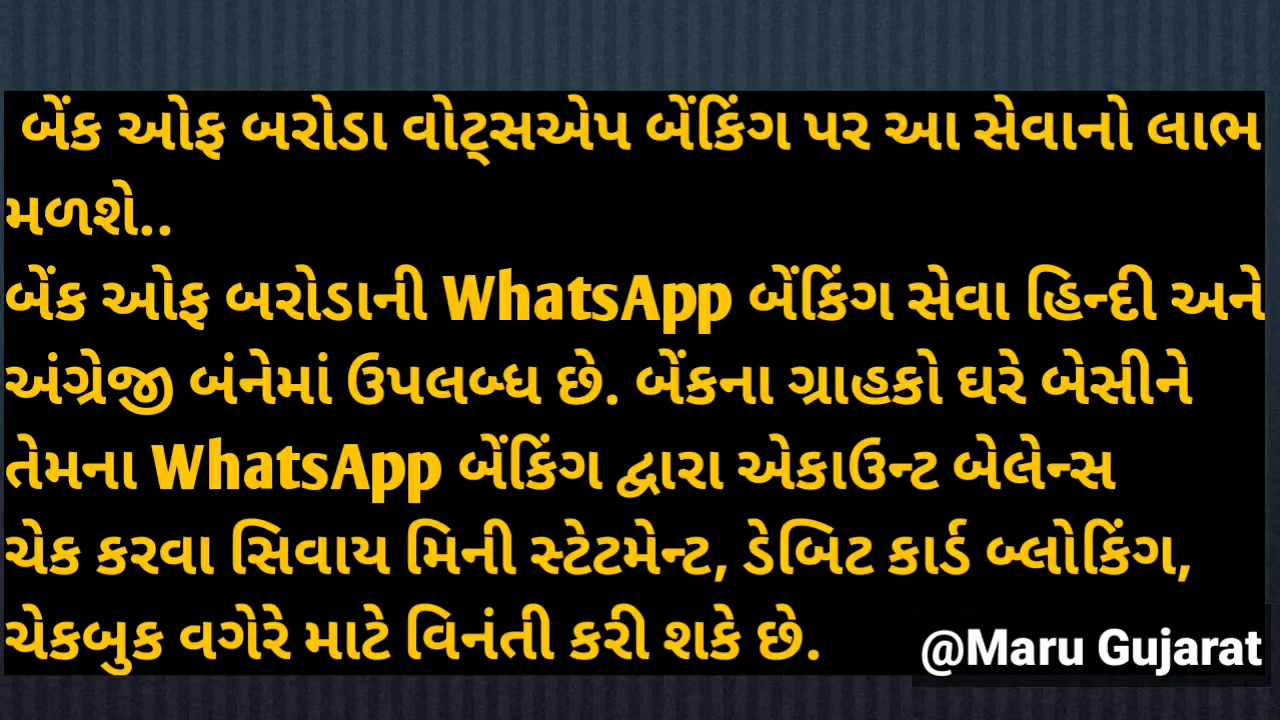 બેંક ઓફ બરોડા વોટ્સએપ બેંકિંગ પર આ સેવાનો લાભ
મળશે..
બેંક ઓફ બરોડાની WhatsApp બેંકિંગ સેવા હિન્દી અને
અંગ્રેજી બંનેમાં ઉપલબ્ધ છે. બેંકના ગ્રાહકો ઘરે બેસીને
તેમના WhatsApp બેંકિંગ દ્વારા એકાઉન્ટ બેલેન્સ
ચેક કરવા સિવાય મિની સ્ટેટમેન્ટ, ડેબિટ કાર્ડ બ્લોકિંગ,
ચેકબુક વગેરે માટે વિનંતી કરી શકે છે.
@Maru Gujarat